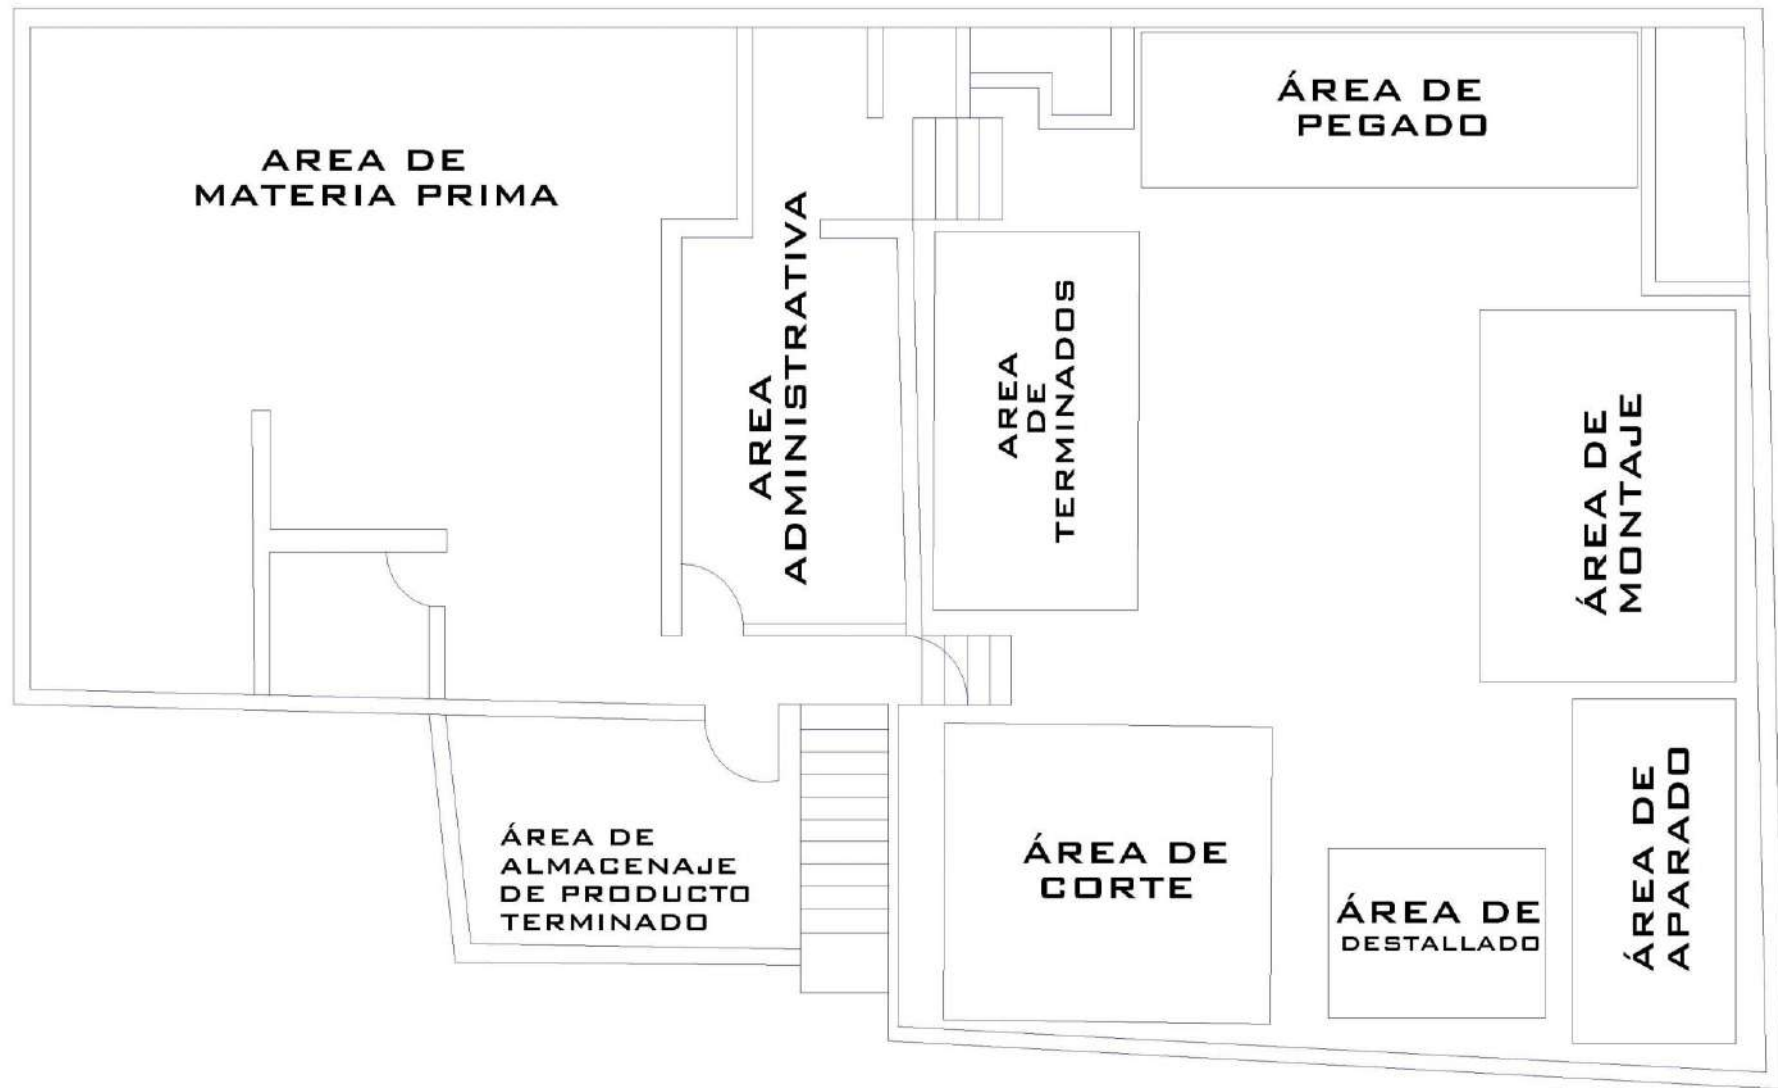 AREA DE
MATERIA PRIMA
AREA
ADMINISTRATIVA
AREA
DE
TERMINADOS
ÁREA DE
PEGADO
ÁREA DE
MONTAJE
ÁREA DE
ALMACENAJE
DE PRODUCTO
TERMINADO
ÁREA DE
CORTE
ÁREA DE
DESTALLADO
ÁREA DE
APARADO